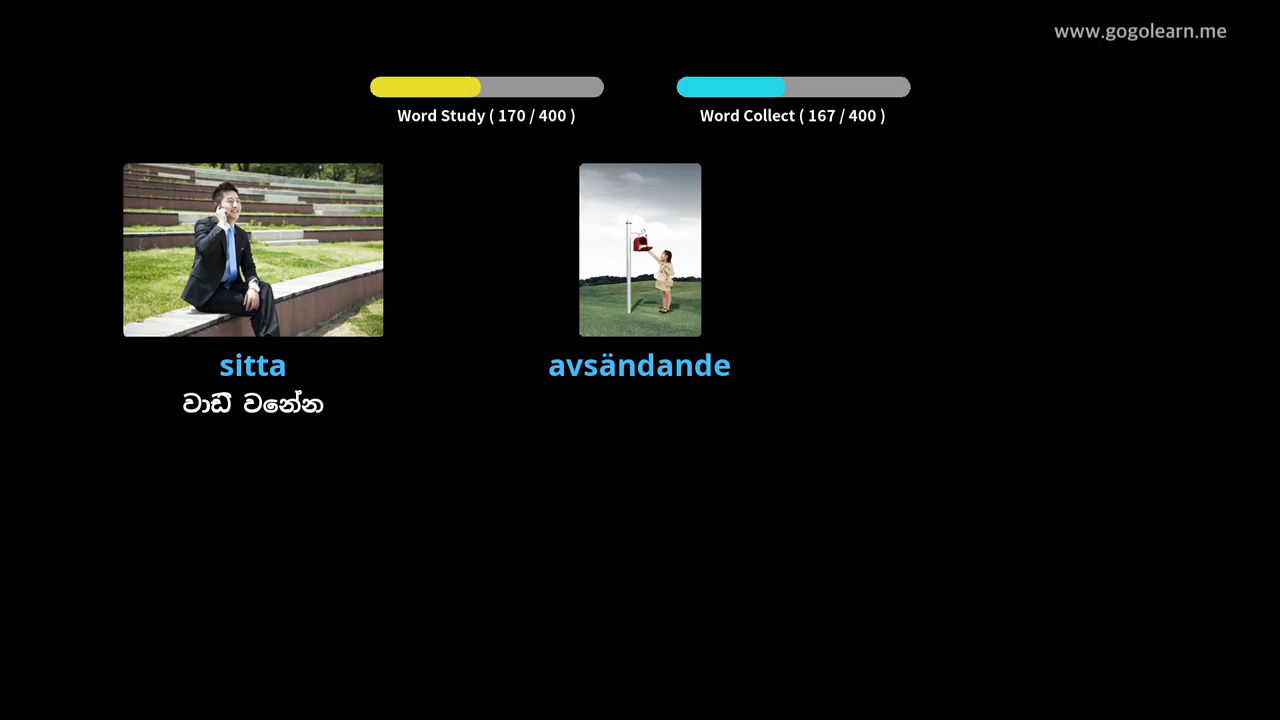 www.gogolearn.me
Word Study ( 170 / 400 )
Word Collect ( 167 / 400 )
sitta
avsändande
වාඩි වන්න